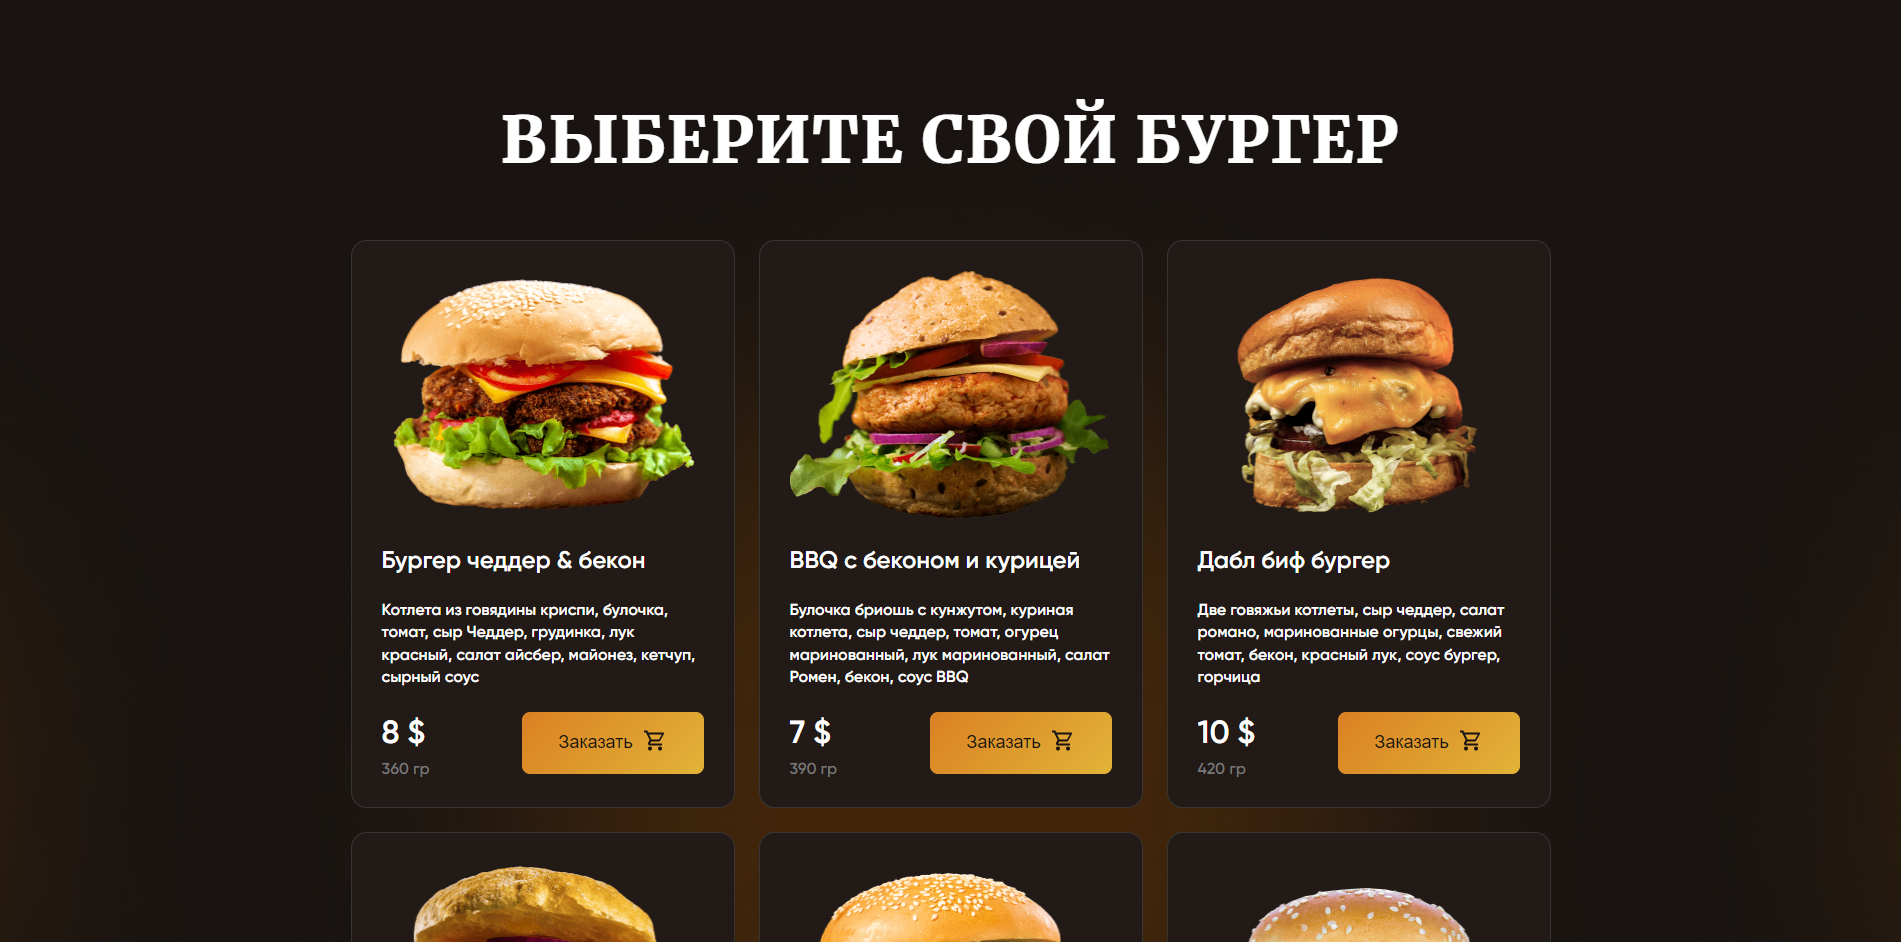 ВЫБЕРИТЕ СВОЙ БУРГЕР
Бургер чеддер & бекон
Котлета из говядины криспи, булочка,
томат, сыр Чеддер, грудинка, лук
красный, салат айсбер, майонез, кетчуп,
сырный соус
8 $
360 гр
Заказать
BBQ с беконом и курицей
Булочка бриошь с кунжутом, куриная
котлета, сыр чеддер, томат, огурец
маринованный, лук маринованный, салат
Ромен, бекон, соус BBQ
7 $
390 гр
Заказать
Дабл биф бургер
Две говяжьи котлеты, сыр чеддер, салат
романо, маринованные огурцы, свежий
томат, бекон, красный лук, соус бургер,
горчица
10 $
420 гр
Заказать